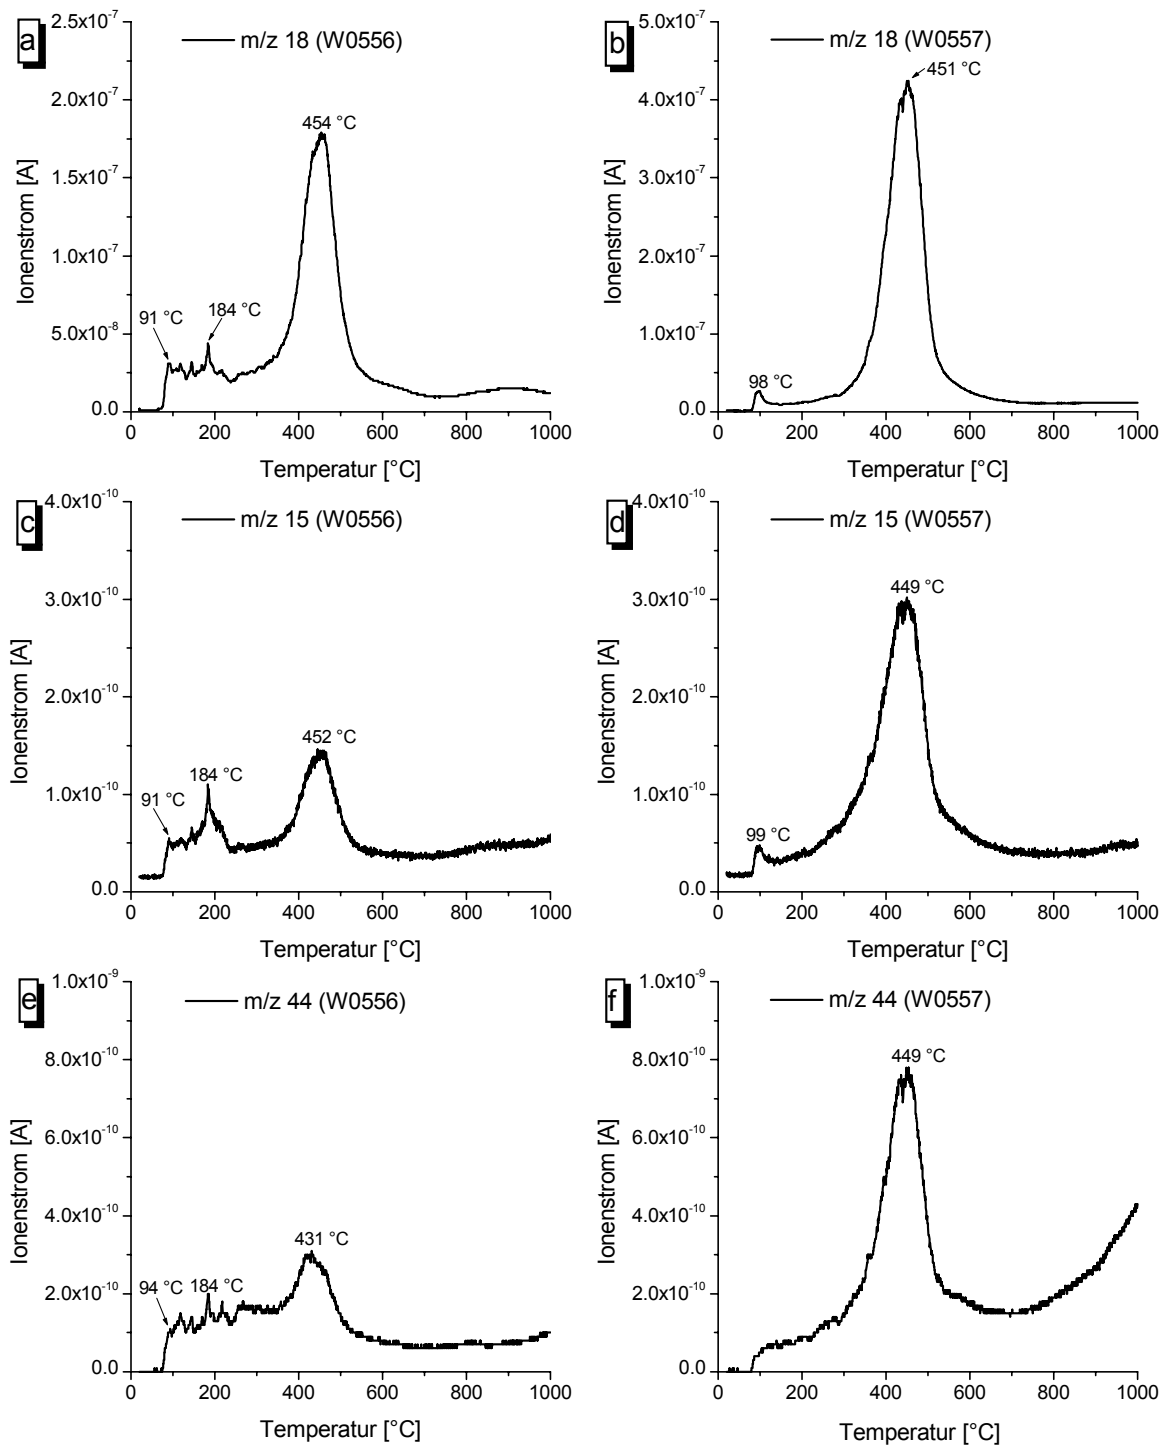 a
2.5x10-7
m/z 18 (W0556)
2.0x10-7
454 °C
Ionenstrom [A]
1.5x10-7
1.0x10-7
91 °C
184 °C
5.0x10-8
0.0
0 200 400 600 800 1000
Temperatur [°C]
b
5.0x10-7
m/z 18 (W0557)
451 °C
4.0x10-7
Ionenstrom [A]
3.0x10-7
2.0x10-7
1.0x10-7
98 °C
0.0
0 200 400 600 800 1000
Temperatur [°C]
c
4.0x10-10
m/z 15 (W0556)
3.0x10-10
Ionenstrom [A]
2.0x10-10
452 °C
184 °C
1.0x10-10
91 °C
0.0
0 200 400 600 800 1000
Temperatur [°C]
d
4.0x10-10
m/z 15 (W0557)
449 °C
3.0x10-10
Ionenstrom [A]
2.0x10-10
1.0x10-10
99 °C
0.0
0 200 400 600 800 1000
Temperatur [°C]
e
1.0x10-9
m/z 44 (W0556)
8.0x10-10
Ionenstrom [A]
6.0x10-10
4.0x10-10
431 °C
94 °C
184 °C
2.0x10-10
0.0
0 200 400 600 800 1000
Temperatur [°C]
f
1.0x10-9
m/z 44 (W0557)
449 °C
8.0x10-10
Ionenstrom [A]
6.0x10-10
4.0x10-10
2.0x10-10
0.0
0 200 400 600 800 1000
Temperatur [°C]